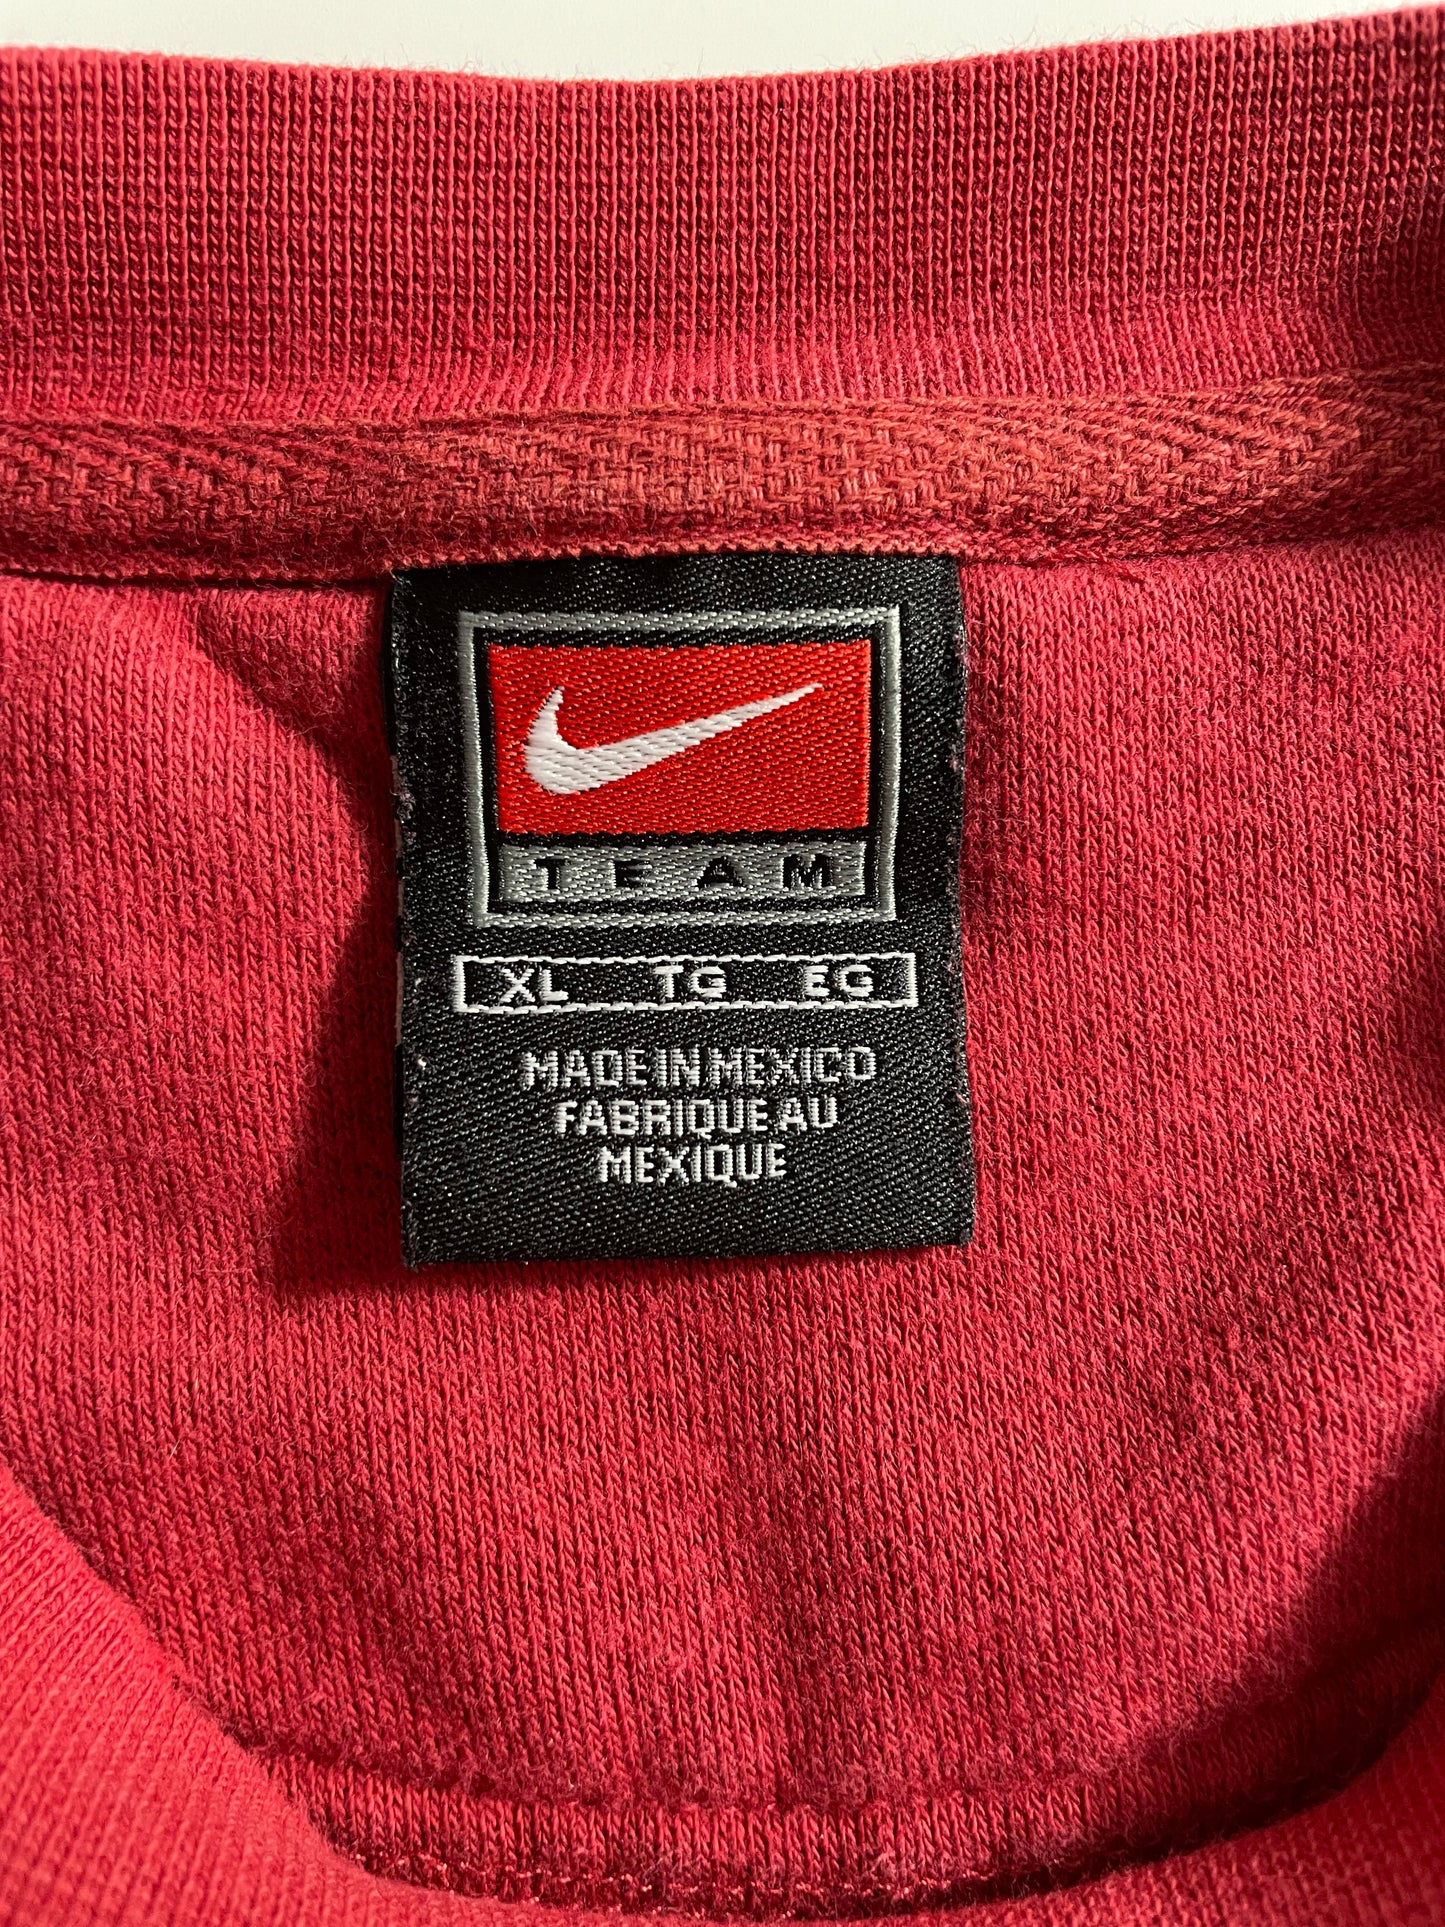 TEAM
XL TG EG
MADE IN MEXICO
FABRIQUE AU
MEXIQUE